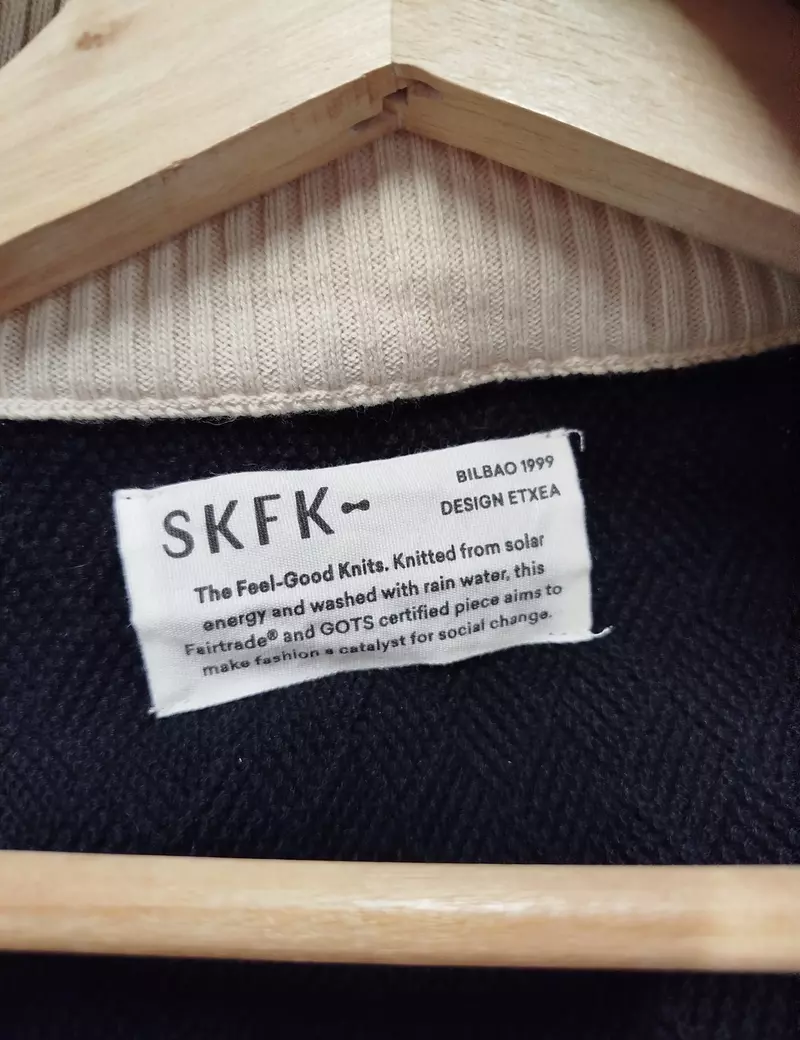 SKFK
BILBAO 1999
DESIGN ETXEA
The Feel-Good Knits. Knitted from solar
energy and washed with rain water, this
Fairtrade® and GOTS certified piece aims to
make fashion a catalyst for social change.